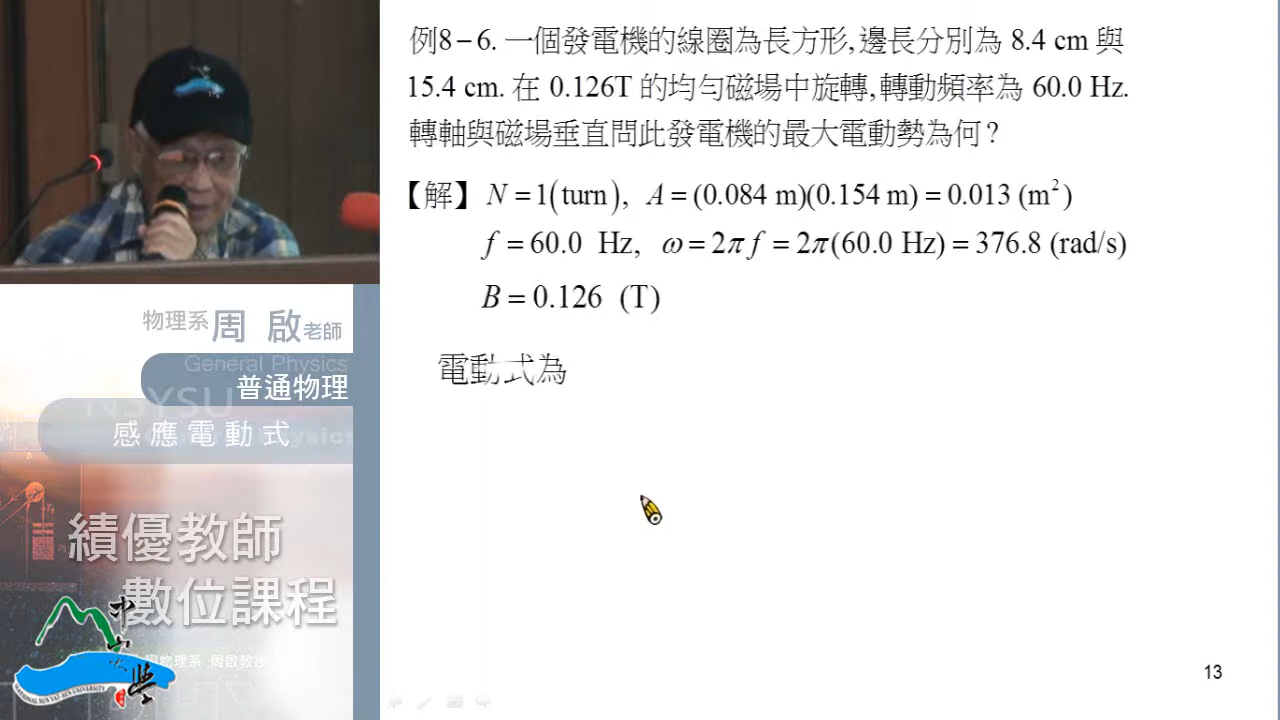 例8－6. 一個發電機的線圈為長方形,邊長分別為 8.4 cm 與
15.4 cm. 在 0.126T 的均勻磁場中旋轉,轉動頻率為 60.0 Hz.
轉軸與磁場垂直問此發電機的最大電動勢為何？
【解】 N = 1(turn), A = (0.084 m)(0.154 m) = 0.013 (m²)
f = 60.0 Hz, ω = 2π f = 2π(60.0 Hz) = 376.8 (rad/s)
B = 0.126 (T)
電動式為
物理系 周 啟 老師
General Physics
普通物理
NSYSU
感應電動式
績優教師
數位課程
中山大學
13